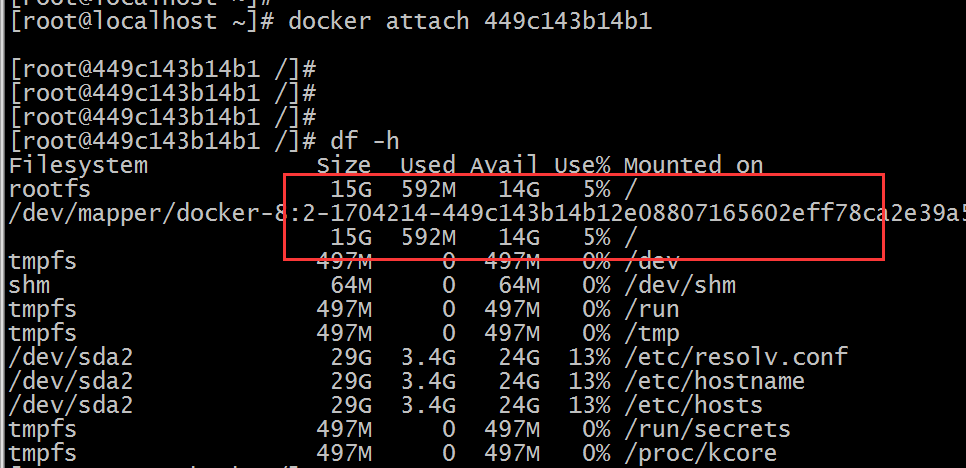 [root@localhost ~]#
[root@localhost ~]# docker attach 449c143b14b1
[root@449c143b14b1 /]#
[root@449c143b14b1 /]#
[root@449c143b14b1 /]#
[root@449c143b14b1 /]# df -h
Filesystem Size Used Avail Use% Mounted on
rootfs 15G 592M 14G 5% /
/dev/mapper/docker-8:2-1704214-449c143b14b12e08807165602eff78ca2e39a5
15G 592M 14G 5% /
tmpfs 497M 0 497M 0% /dev
shm 64M 0 64M 0% /dev/shm
tmpfs 497M 0 497M 0% /run
tmpfs 497M 0 497M 0% /tmp
/dev/sda2 29G 3.4G 24G 13% /etc/resolv.conf
/dev/sda2 29G 3.4G 24G 13% /etc/hostname
/dev/sda2 29G 3.4G 24G 13% /etc/hosts
tmpfs 497M 0 497M 0% /run/secrets
tmpfs 497M 0 497M 0% /proc/kcore